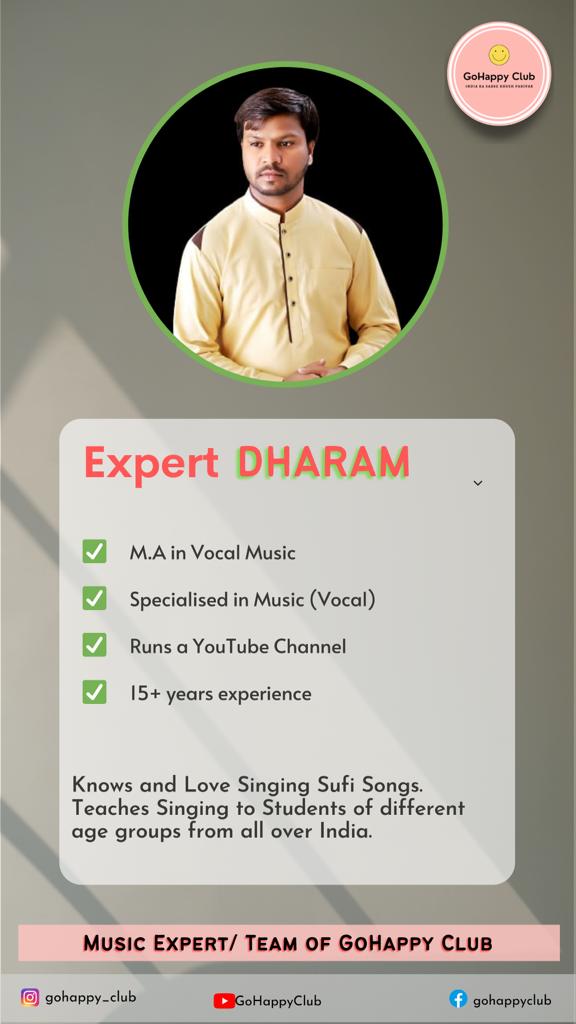 GoHappy Club
INDIA KA SABSE KHUSH PARIVAR
Expert DHARAM
M.A in Vocal Music
Specialised in Music (Vocal)
Runs a YouTube Channel
15+ years experience
Knows and Love Singing Sufi Songs.
Teaches Singing to Students of different
age groups from all over India.
Music Expert/ Team of GoHappy Club
gohappy_club
GoHappyClub
gohappyclub